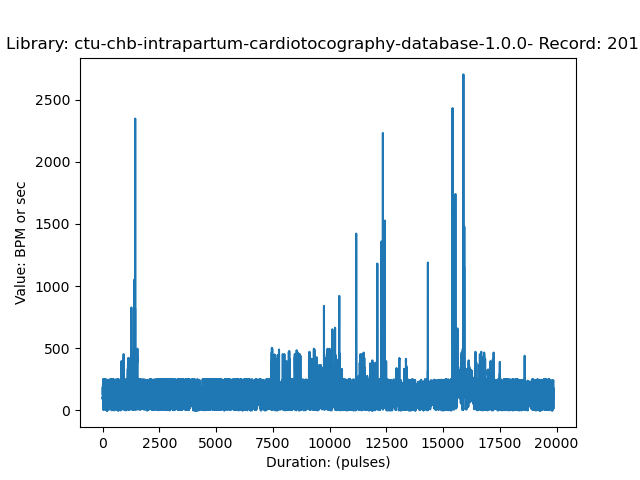 Library: ctu-chb-intrapartum-cardiotocography-database-1.0.0- Record: 201
2500
2000
1500
1000
500
0
Value: BPM or sec
0 2500 5000 7500 10000 12500 15000 17500 20000
Duration: (pulses)